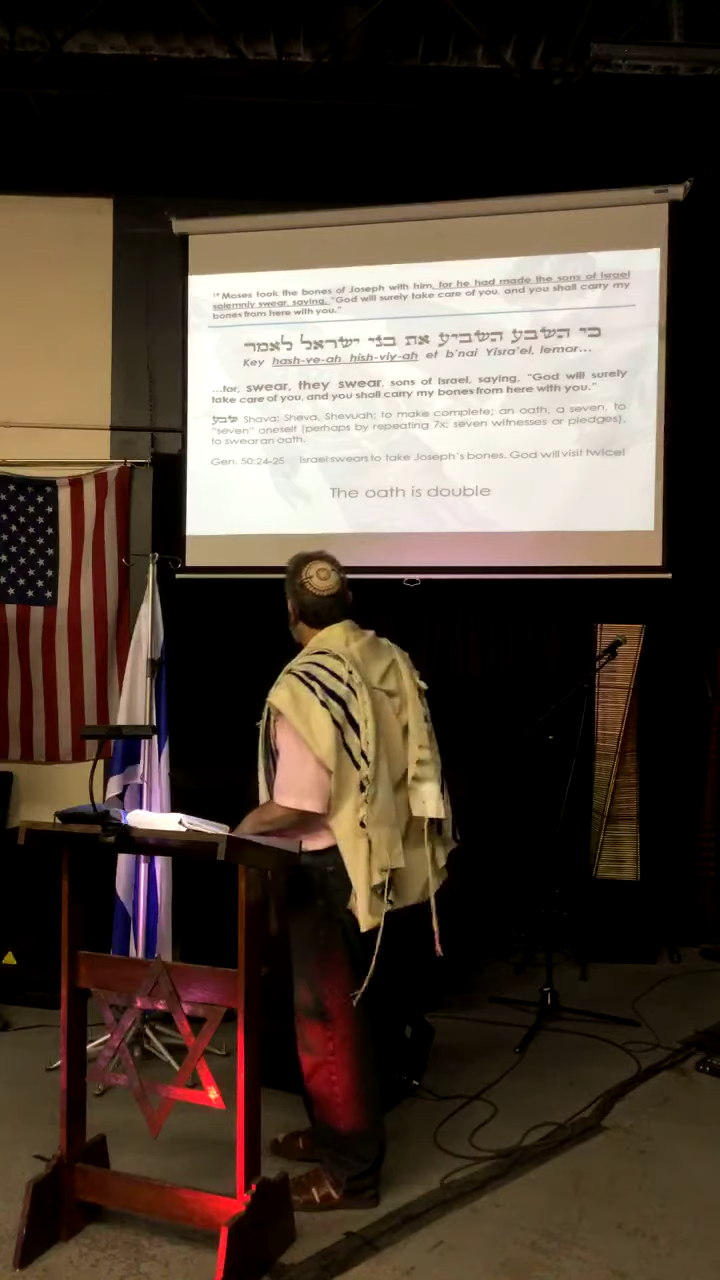 ¹⁹ Moses took the bones of Joseph with him, for he had made the sons of Israel
solemnly swear, saying, "God will surely take care of you, and you shall carry my
bones from here with you."
כי השבע השביע את בני ישראל לאמר
Key hash-ve-ah hish-viy-ah et b'nai Yisra'el, lemor...
...for, swear, they swear, sons of Israel, saying, "God will surely
take care of you, and you shall carry my bones from here with you."
שבע Shava; Sheva, Shevuah; to make complete; an oath, a seven, to
"seven" oneself (perhaps by repeating 7x; seven witnesses or pledges),
to swear an oath.
Gen. 50:24-25 Israel swears to take Joseph's bones. God will visit twice!
The oath is double